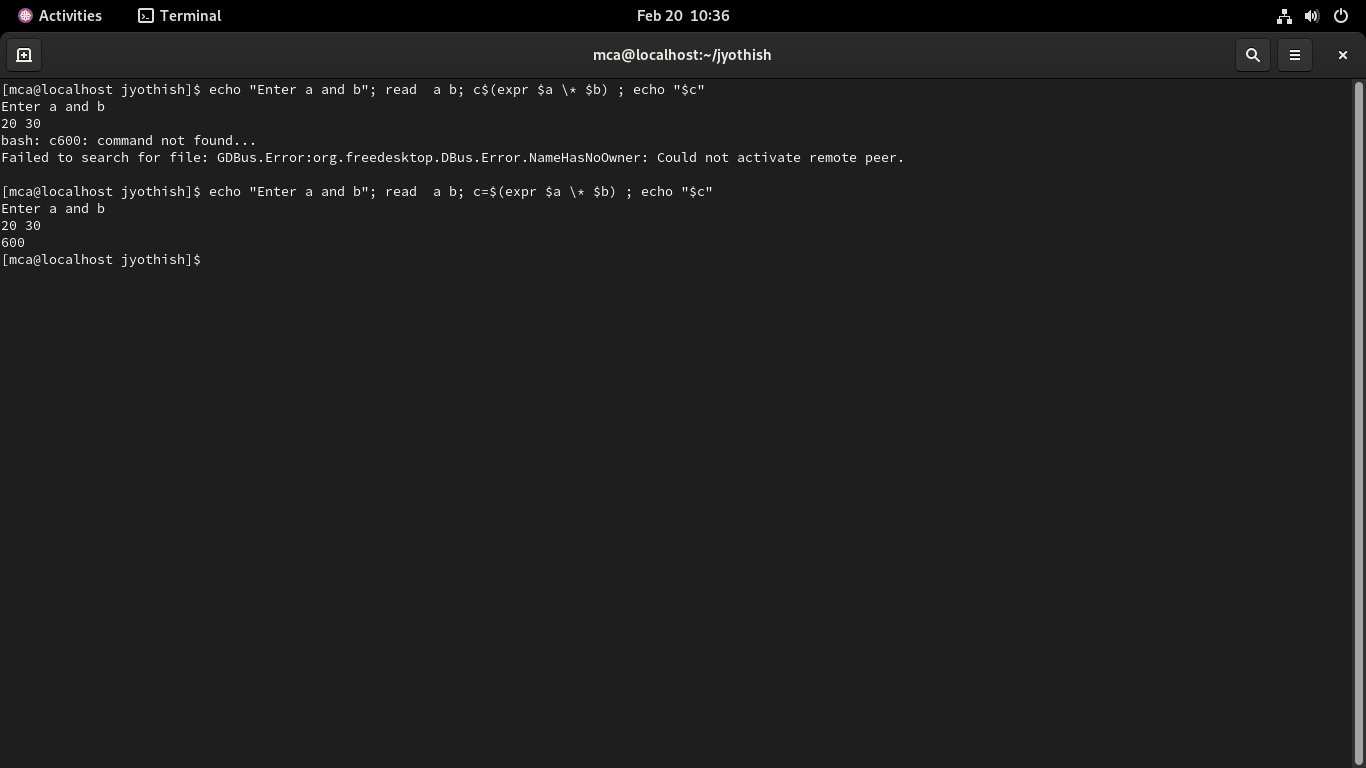 Activities Terminal Feb 20 10:36
mca@localhost:~/jyothish
[mca@localhost jyothish]$ echo "Enter a and b"; read  a b; c$(expr $a \* $b) ; echo "$c"
Enter a and b
20 30
bash: c600: command not found...
Failed to search for file: GDBus.Error:org.freedesktop.DBus.Error.NameHasNoOwner: Could not activate remote peer.
[mca@localhost jyothish]$ echo "Enter a and b"; read  a b; c=$(expr $a \* $b) ; echo "$c"
Enter a and b
20 30
600
[mca@localhost jyothish]$